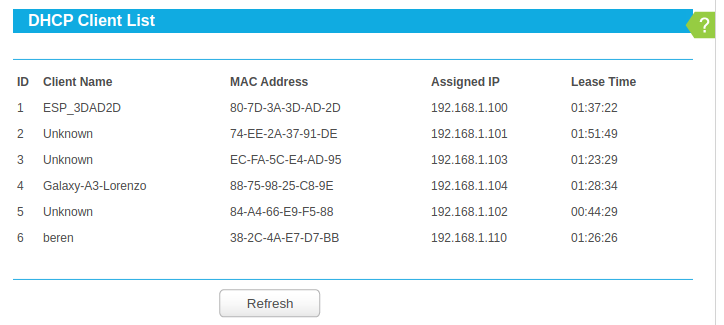 DHCP Client List
?
ID Client Name MAC Address Assigned IP Lease Time
1 ESP_3DAD2D 80-7D-3A-3D-AD-2D 192.168.1.100 01:37:22
2 Unknown 74-EE-2A-37-91-DE 192.168.1.101 01:51:49
3 Unknown EC-FA-5C-E4-AD-95 192.168.1.103 01:23:29
4 Galaxy-A3-Lorenzo 88-75-98-25-C8-9E 192.168.1.104 01:28:34
5 Unknown 84-A4-66-E9-F5-88 192.168.1.102 00:44:29
6 beren 38-2C-4A-E7-D7-BB 192.168.1.110 01:26:26
Refresh